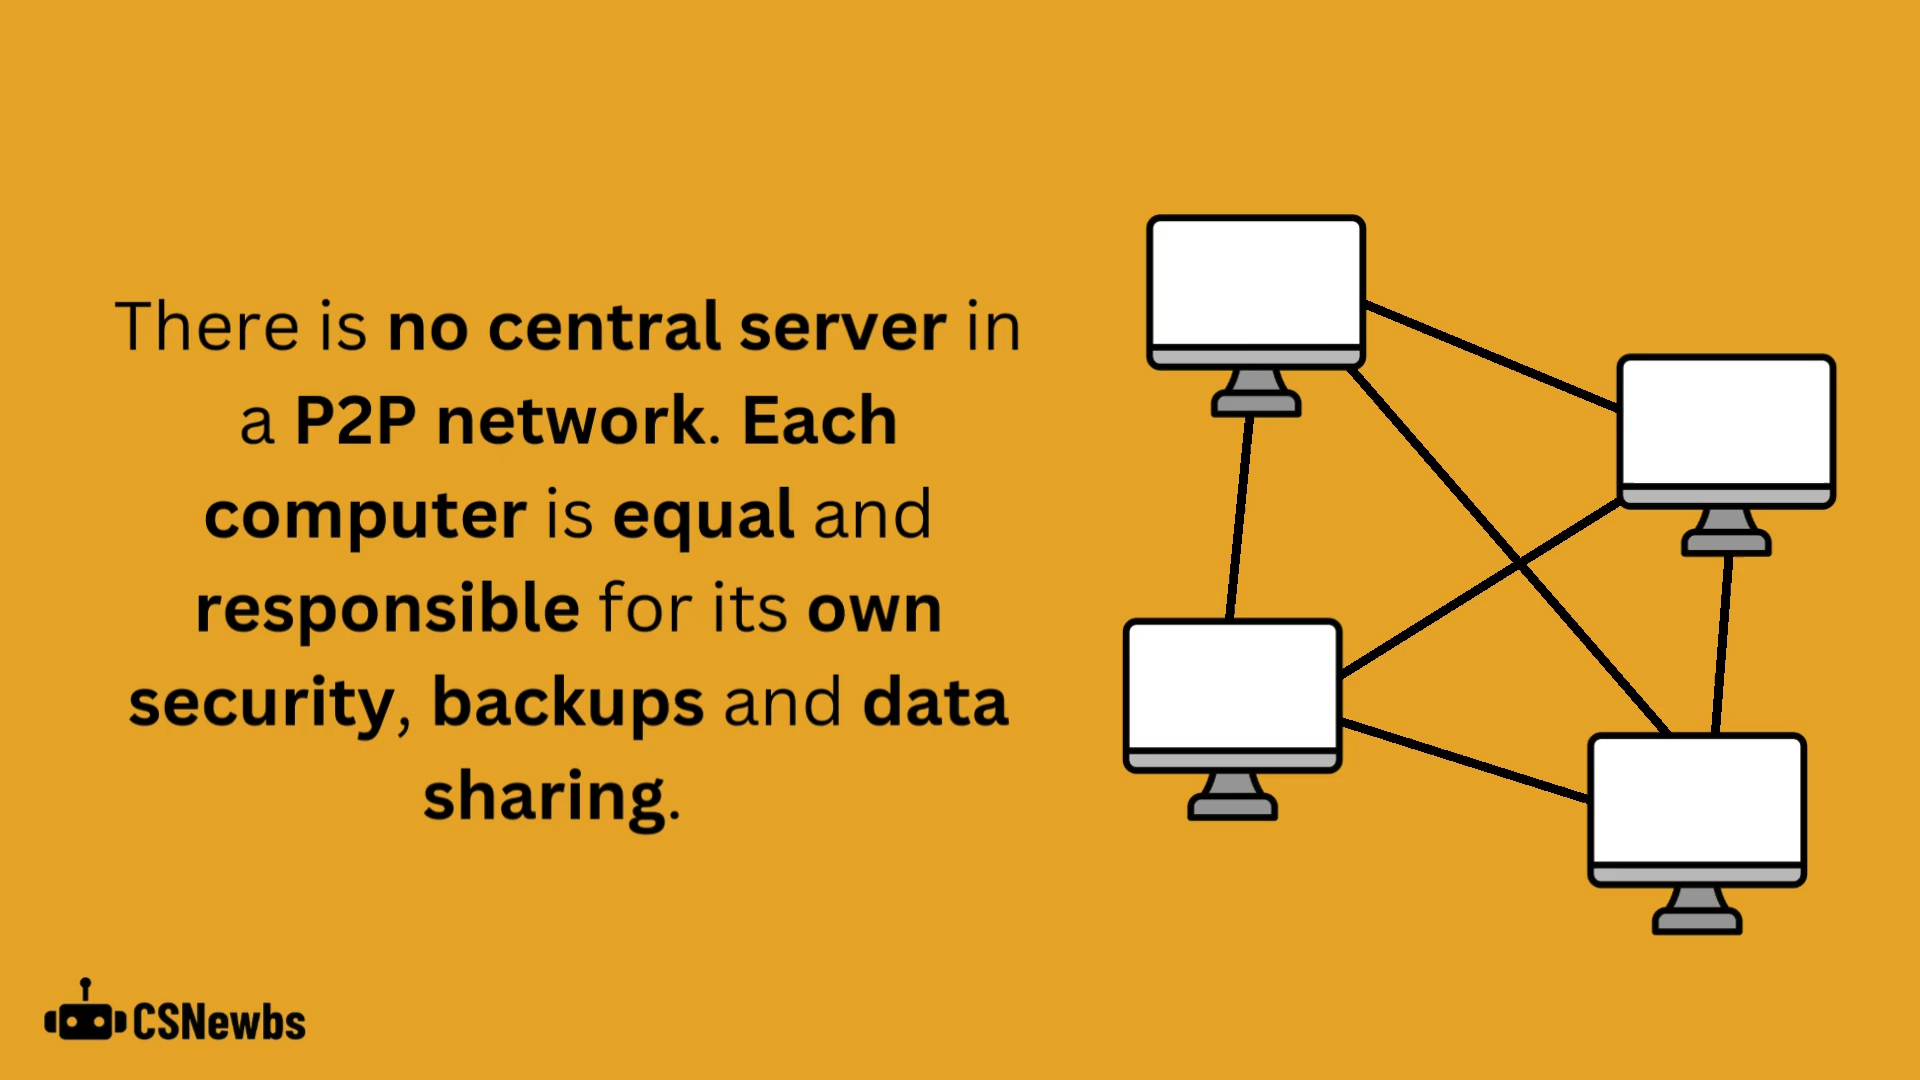 There is no central server in
a P2P network. Each
computer is equal and
responsible for its own
security, backups and data
sharing.
CSNewbs